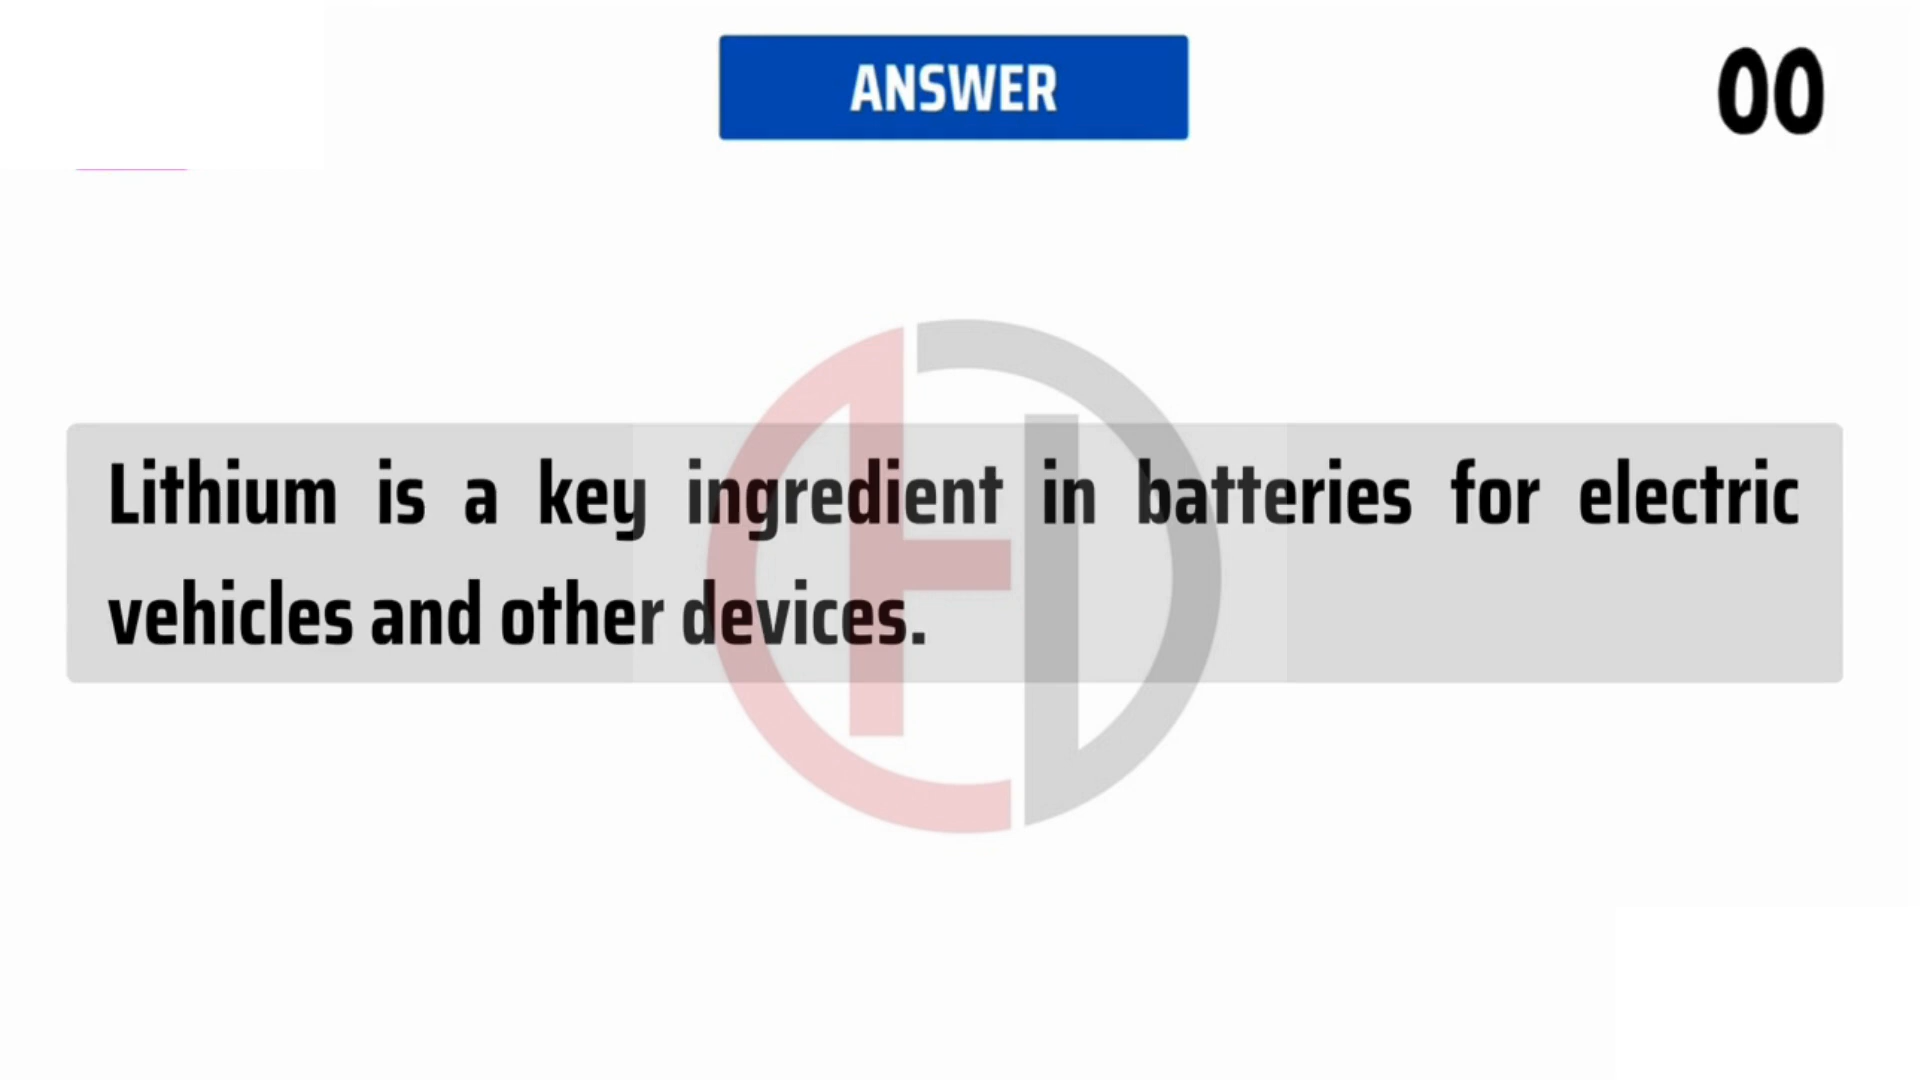 ANSWER
00
Lithium is a key ingredient in batteries for electric
vehicles and other devices.